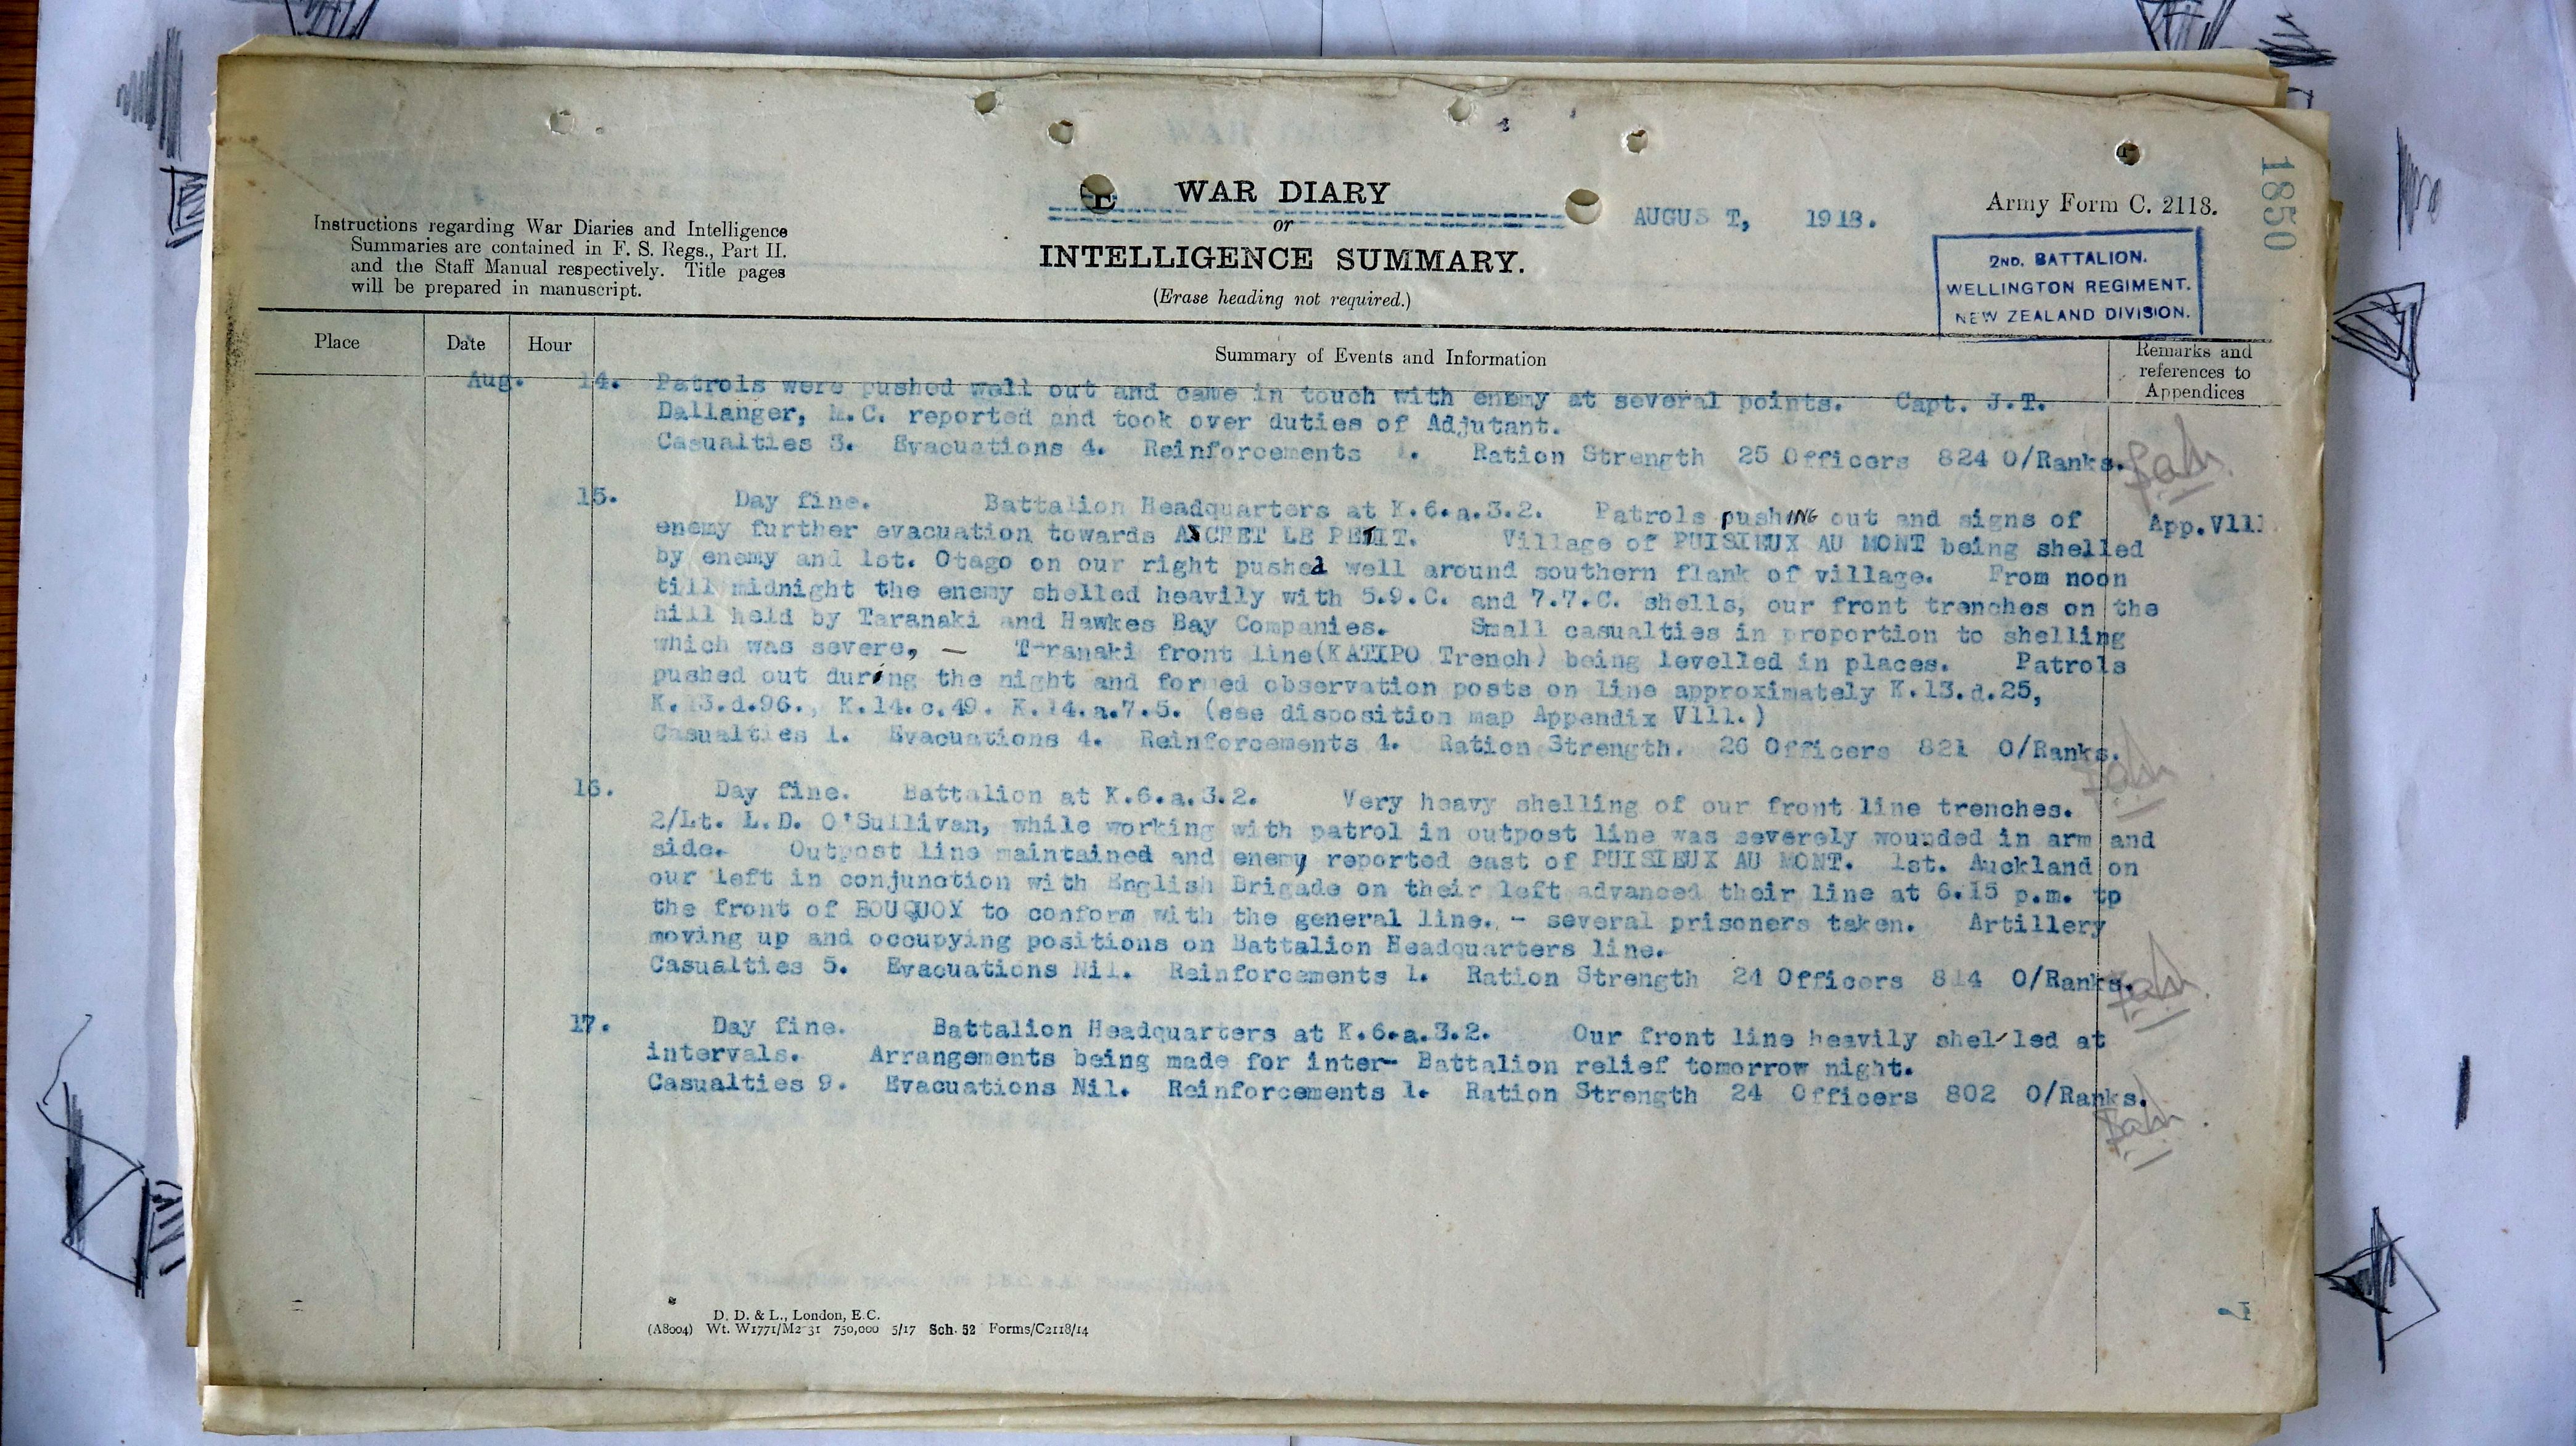 1850
WAR DIARY
or
INTELLIGENCE SUMMARY.
(Erase heading not required.)
AUGUS T, 1918.
Army Form C. 2118.
Instructions regarding War Diaries and Intelligence
Summaries are contained in F. S. Regs., Part II.
and the Staff Manual respectively. Title pages
will be prepared in manuscript.
2ND. BATTALION.
WELLINGTON REGIMENT.
NEW ZEALAND DIVISION.
Place Date Hour Summary of Events and Information Remarks and
references to
Appendices
Aug. 14. Patrols were pushed well out and came in touch with enemy at several points. Capt. J.T.
Dallanger, M.C. reported and took over duties of Adjutant.
Casualties 3. Evacuations 4. Reinforcements 1. Ration Strength 25 Officers 824 O/Ranks.
15. Day fine. Battalion Headquarters at K.6.a.3.2. Patrols pushING out and signs of App.V111.
enemy further evacuation towards ACHET LE PETIT. Village of PUISIEUX AU MONT being shelled
by enemy and 1st. Otago on our right pushed well around southern flank of village. From noon
till midnight the enemy shelled heavily with 5.9.C. and 7.7.C. shells, our front trenches on the
hill held by Taranaki and Hawkes Bay Companies. Small casualties in proportion to shelling
which was severe, — T-ranaki front line(KATIPO Trench) being levelled in places. Patrols
pushed out during the night and formed observation posts on line approximately K.13.d.25,
K.13.d.96., K.14.c.49. K.14.a.7.5. (see disposition map Appendix V111.)
Casualties 1. Evacuations 4. Reinforcements 4. Ration Strength. 26 Officers 821 O/Ranks.
16. Day fine. Battalion at K.6.a.3.2. Very heavy shelling of our front line trenches.
2/Lt. L.D. O'Sullivan, while working with patrol in outpost line was severely wounded in arm and
side. Outpost line maintained and enemy reported east of PUISIEUX AU MONT. 1st. Auckland on
our left in conjunction with English Brigade on their left advanced their line at 6.15 p.m. tp
the front of BOUQUOY to conform with the general line. - several prisoners taken. Artillery
moving up and occupying positions on Battalion Headquarters line.
Casualties 5. Evacuations Nil. Reinforcements 1. Ration Strength 24 Officers 814 O/Ranks.
17. Day fine. Battalion Headquarters at K.6.a.3.2. Our front line heavily shel led at
intervals. Arrangements being made for inter- Battalion relief tomorrow night.
Casualties 9. Evacuations Nil. Reinforcements 1. Ration Strength 24 Officers 802 O/Ranks.
7
D. D. & L., London, E.C.
(A8004) Wt. W1771/M2 31 750,000 5/17 Sch. 52 Forms/C2118/14